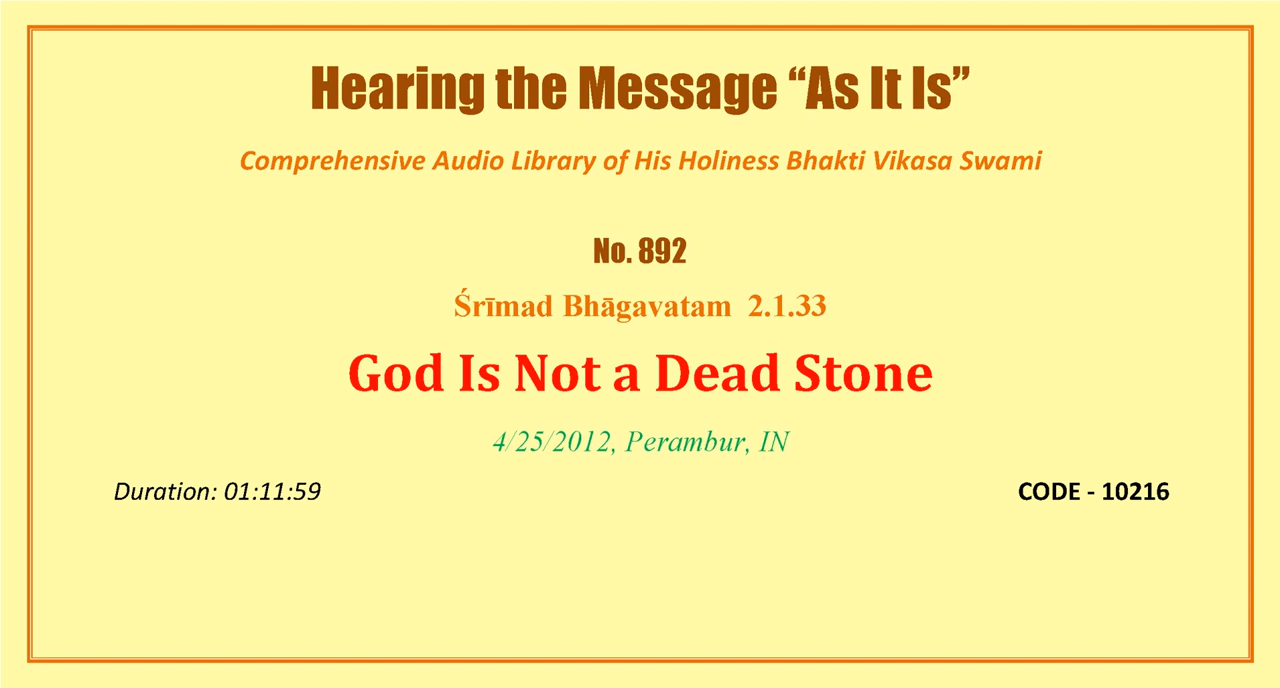 Hearing the Message “As It Is”
Comprehensive Audio Library of His Holiness Bhakti Vikasa Swami
No. 892
Śrīmad Bhāgavatam 2.1.33
God Is Not a Dead Stone
4/25/2012, Perambur, IN
Duration: 01:11:59 CODE - 10216